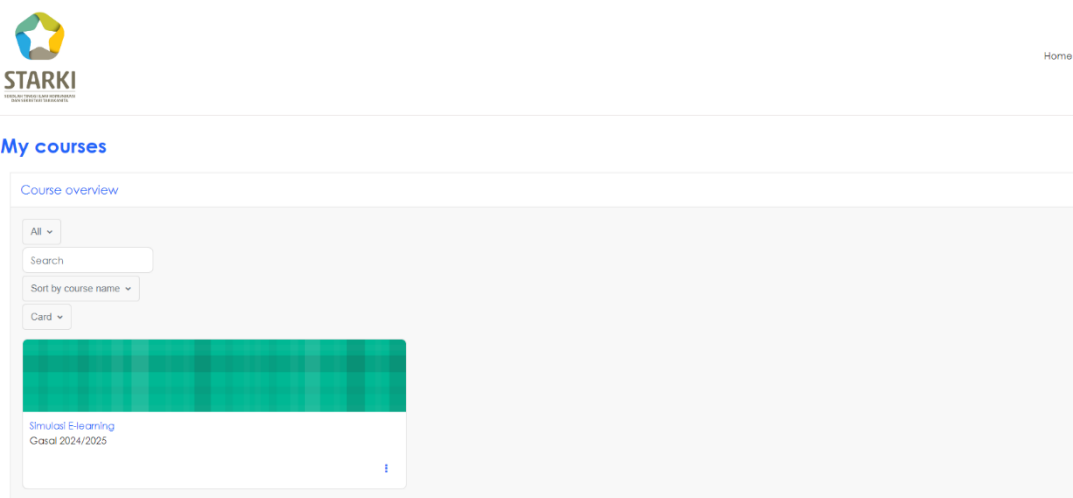 STARKI
Home
My courses
Course overview
All
Search
Sort by course name
Card
Simulasi E-learning
Gasal 2024/2025